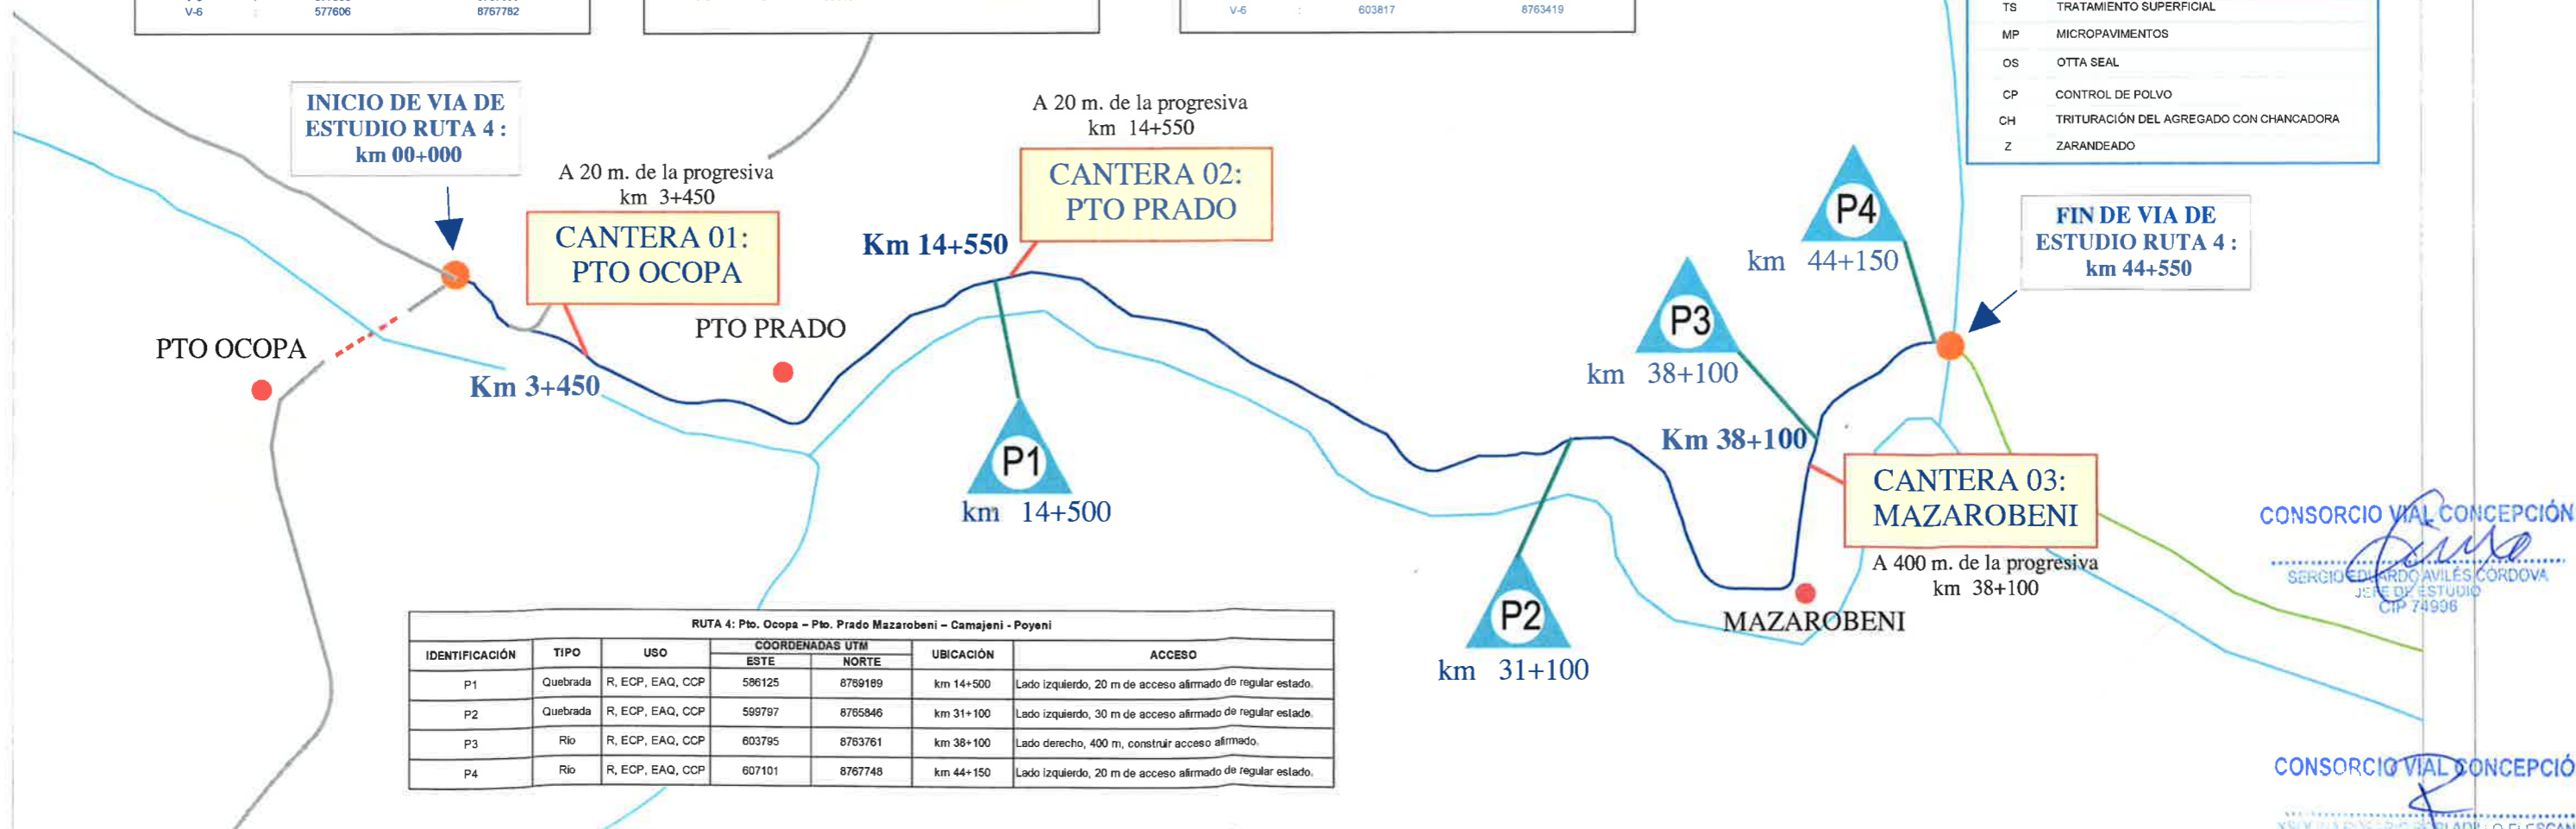 V-6 : 577606 8767782
V-6 : 603817 8763419
TS TRATAMIENTO SUPERFICIAL
MP MICROPAVIMENTOS
OS OTTA SEAL
CP CONTROL DE POLVO
CH TRITURACIÓN DEL AGREGADO CON CHANCADORA
Z ZARANDEADO
INICIO DE VIA DE
ESTUDIO RUTA 4 :
km 00+000
A 20 m. de la progresiva
km 3+450
CANTERA 01:
PTO OCOPA
A 20 m. de la progresiva
km 14+550
CANTERA 02:
PTO PRADO
Km 14+550
P4
km 44+150
FIN DE VIA DE
ESTUDIO RUTA 4 :
km 44+550
P3
km 38+100
PTO OCOPA
Km 3+450
PTO PRADO
Km 38+100
P1
km 14+500
CANTERA 03:
MAZAROBENI
A 400 m. de la progresiva
km 38+100
P2
km 31+100
MAZAROBENI
CONSORCIO VIAL CONCEPCIÓN
SERGIO EDUARDO AVILÉS CÓRDOVA
JEFE DE ESTUDIO
CIP 74996
RUTA 4: Pto. Ocopa – Pto. Prado Mazarobeni – Camajeni - Poyeni
IDENTIFICACIÓN TIPO USO COORDENADAS UTM UBICACIÓN ACCESO
ESTE NORTE
P1 Quebrada R, ECP, EAQ, CCP 586125 8769189 km 14+500 Lado izquierdo, 20 m de acceso afirmado de regular estado.
P2 Quebrada R, ECP, EAQ, CCP 599797 8765846 km 31+100 Lado izquierdo, 30 m de acceso afirmado de regular estado.
P3 Río R, ECP, EAQ, CCP 603795 8763761 km 38+100 Lado derecho, 400 m, construir acceso afirmado.
P4 Río R, ECP, EAQ, CCP 607101 8767748 km 44+150 Lado izquierdo, 20 m de acceso afirmado de regular estado.
CONSORCIO VIAL CONCEPCIÓ